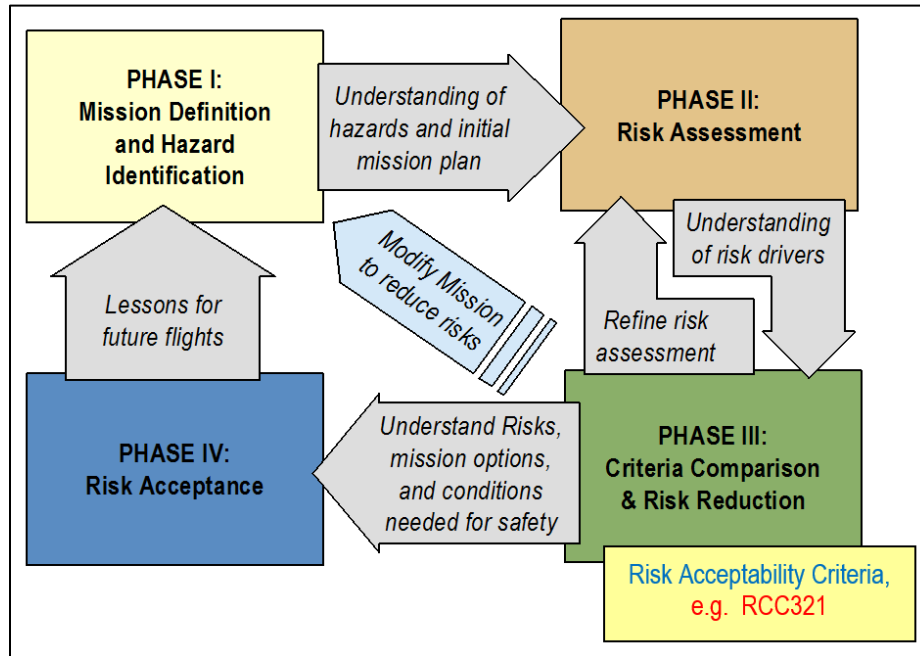 PHASE I:
Mission Definition
and Hazard
Identification
Understanding of
hazards and initial
mission plan
PHASE II:
Risk Assessment
Understanding
of risk drivers
Refine risk
assessment
Modify Mission
to reduce risks
Lessons for
future flights
PHASE III:
Criteria Comparison
& Risk Reduction
Risk Acceptability Criteria,
e.g. RCC321
Understand Risks,
mission options,
and conditions
needed for safety
PHASE IV:
Risk Acceptance